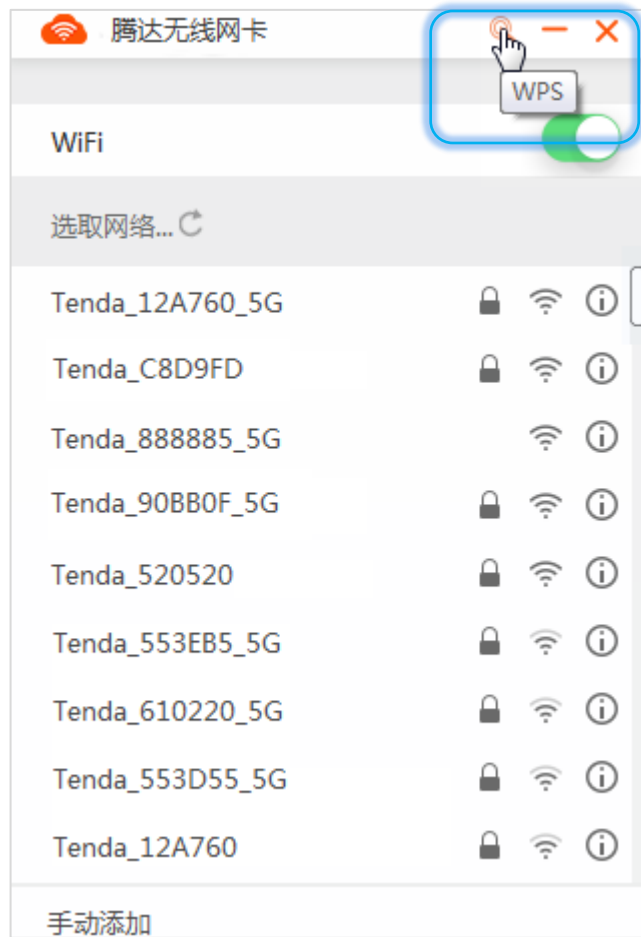 腾达无线网卡
WPS
WiFi
选取网络...
Tenda_12A760_5G
Tenda_C8D9FD
Tenda_888885_5G
Tenda_90BB0F_5G
Tenda_520520
Tenda_553EB5_5G
Tenda_610220_5G
Tenda_553D55_5G
Tenda_12A760
手动添加